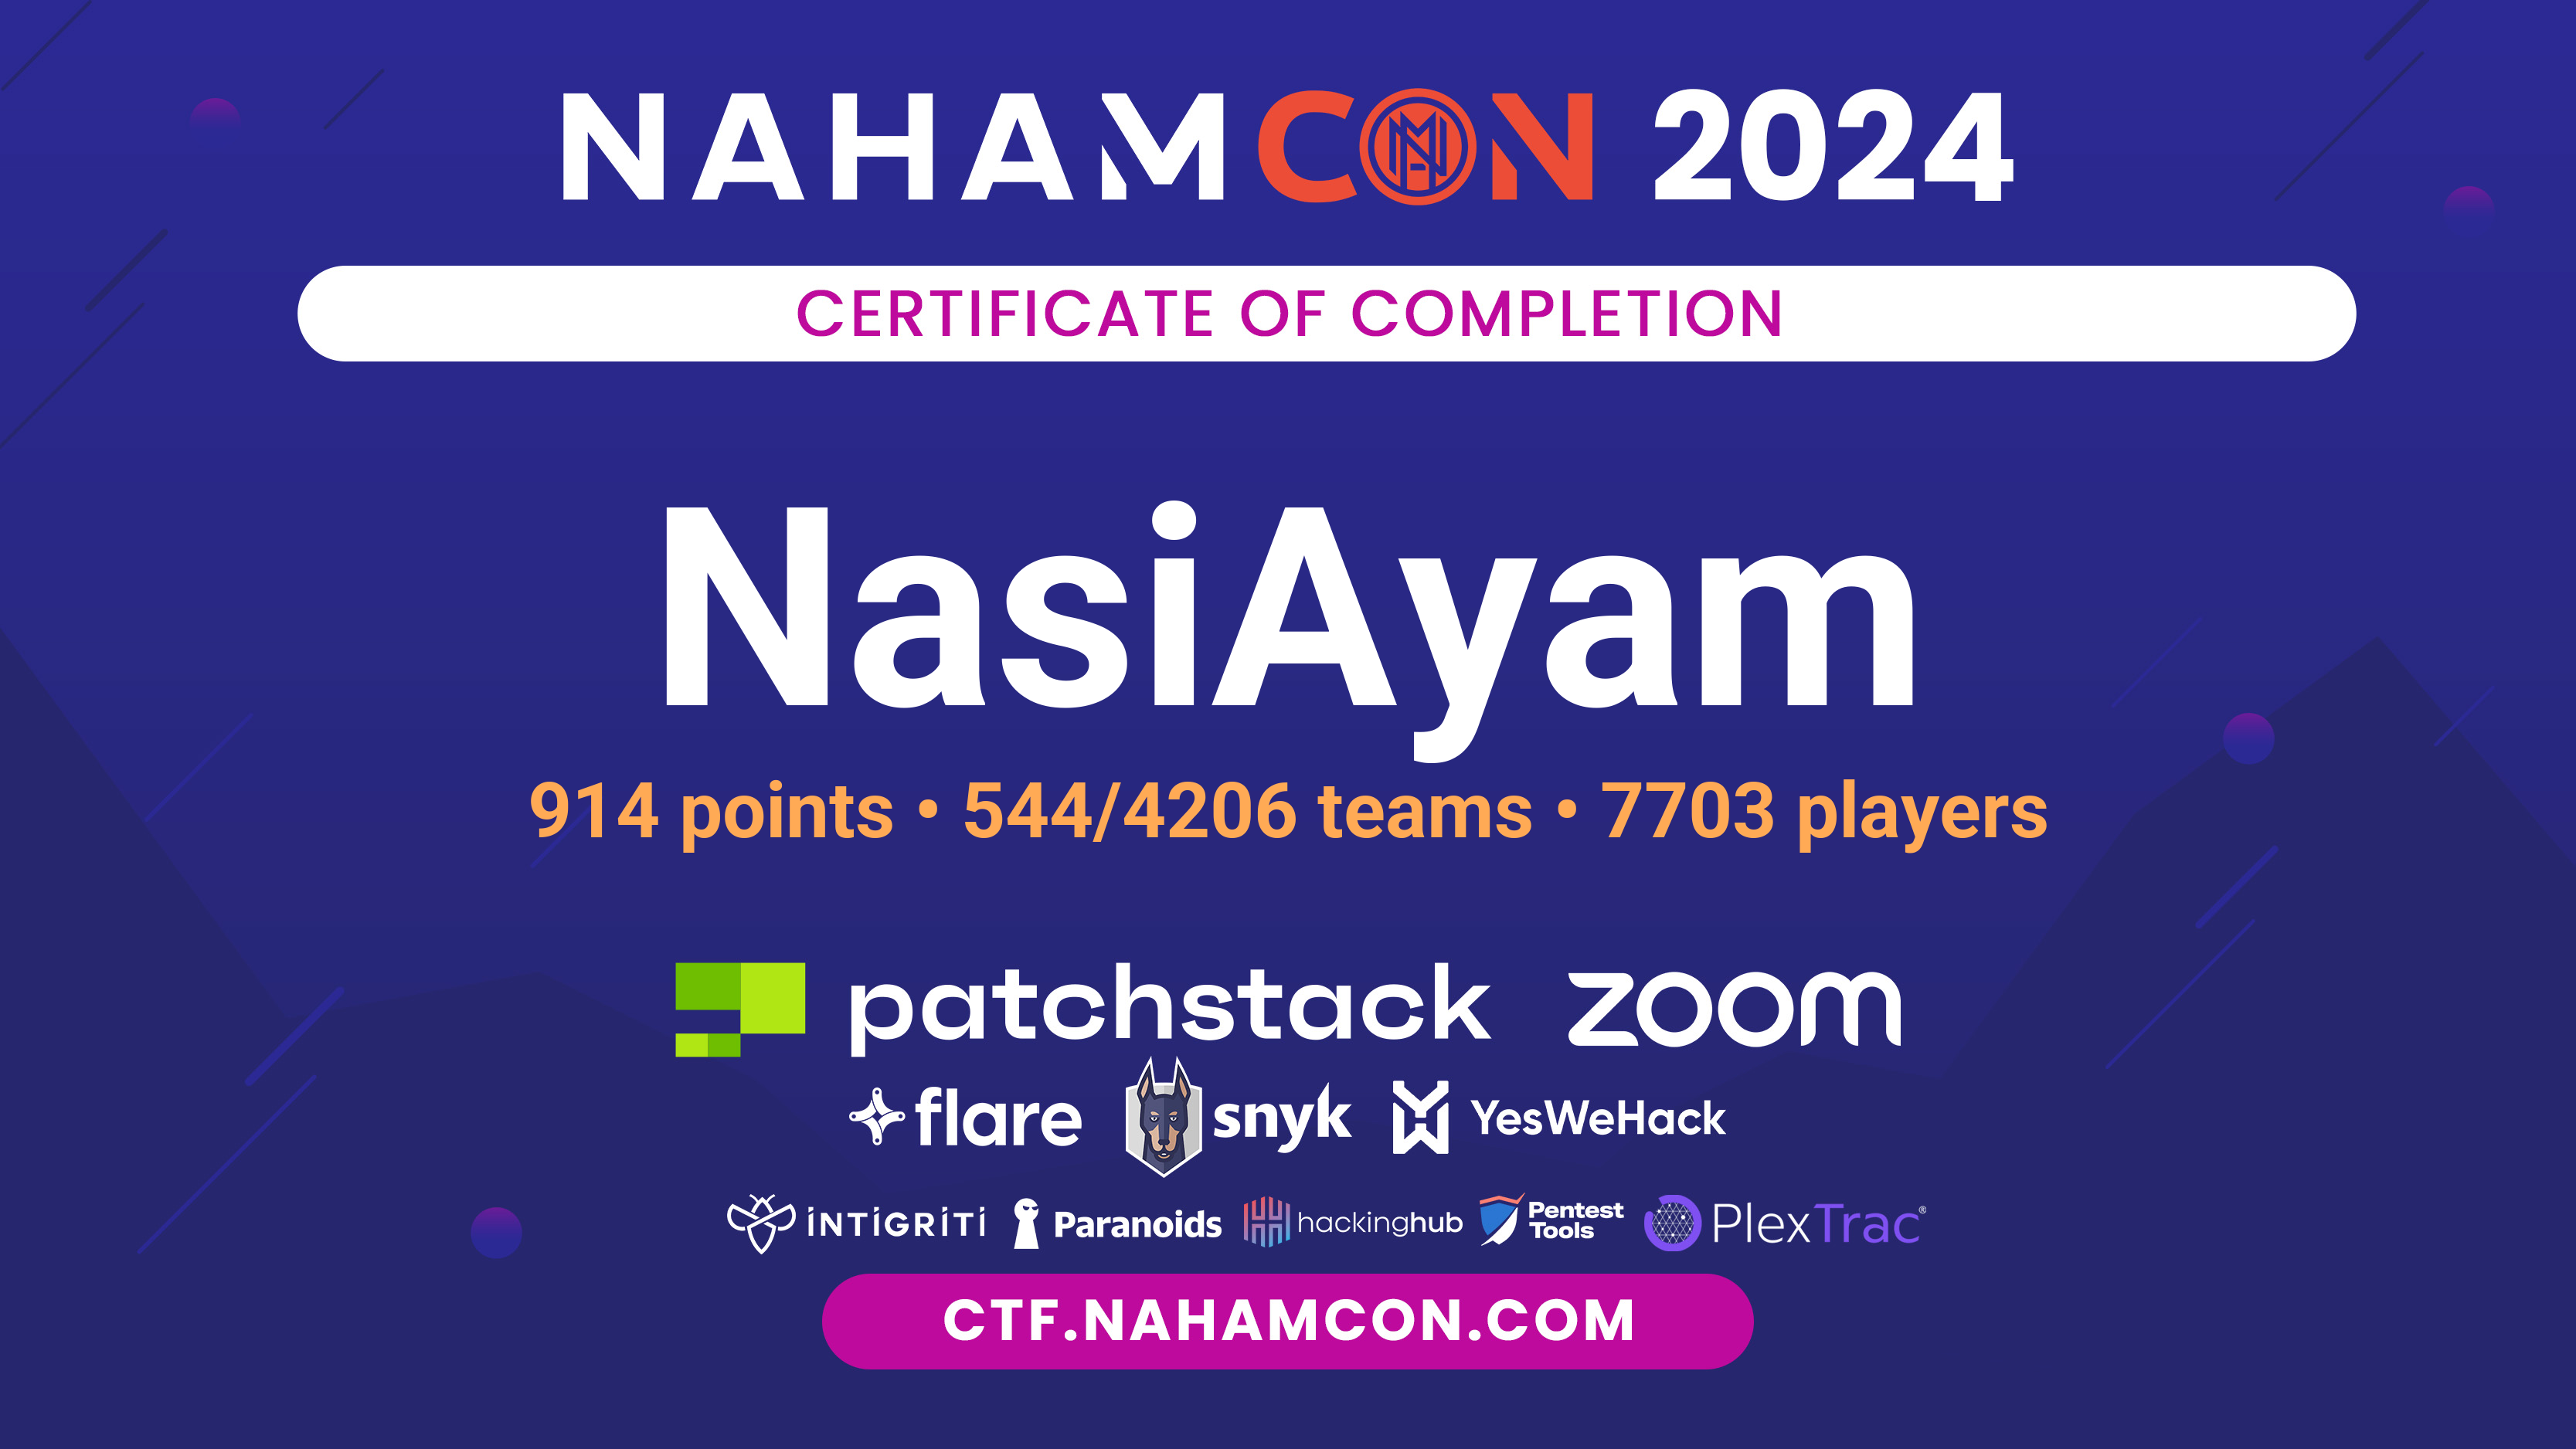 NAHAMCON 2024
CERTIFICATE OF COMPLETION
NasiAyam
914 points • 544/4206 teams • 7703 players
patchstack zoom
flare snyk YesWeHack
INTIGRITI Paranoids hackinghub Pentest Tools PlexTrac®
CTF.NAHAMCON.COM